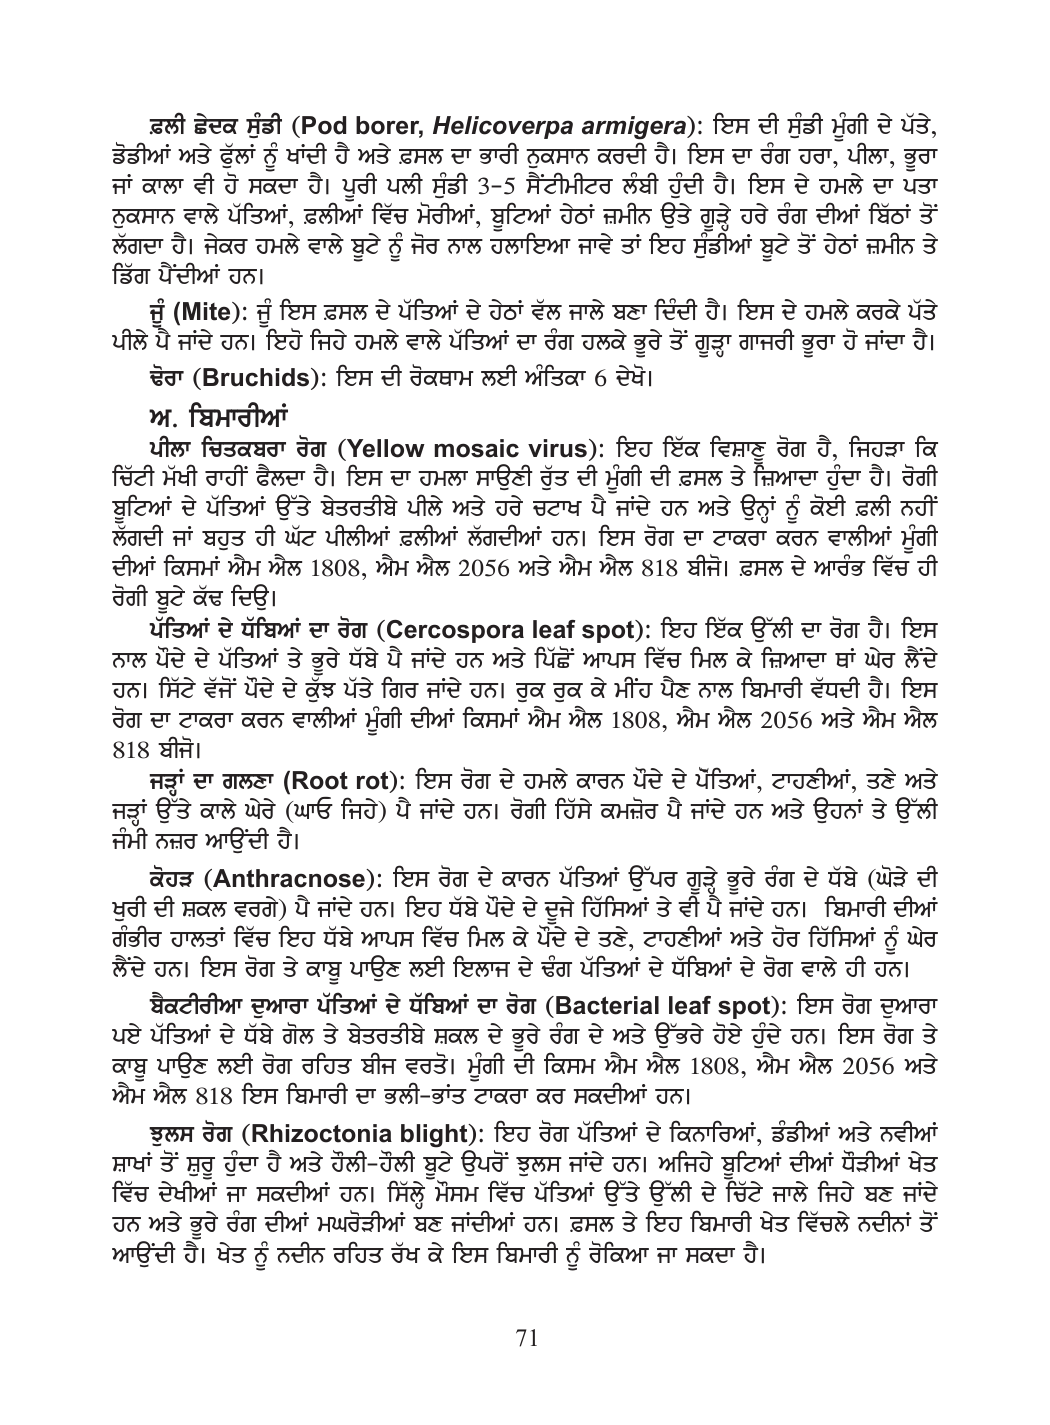 ਫ਼ਲੀ ਛੇਦਕ ਸੁੰਡੀ (Pod borer, Helicoverpa armigera): ਇਸ ਦੀ ਸੁੰਡੀ ਮੂੰਗੀ ਦੇ ਪੱਤੇ,
ਡੋਡੀਆਂ ਅਤੇ ਫੁੱਲਾਂ ਨੂੰ ਖਾਂਦੀ ਹੈ ਅਤੇ ਫ਼ਸਲ ਦਾ ਭਾਰੀ ਨੁਕਸਾਨ ਕਰਦੀ ਹੈ। ਇਸ ਦਾ ਰੰਗ ਹਰਾ, ਪੀਲਾ, ਭੂਰਾ
ਜਾਂ ਕਾਲਾ ਵੀ ਹੋ ਸਕਦਾ ਹੈ। ਪੂਰੀ ਪਲੀ ਸੁੰਡੀ 3-5 ਸੈਂਟੀਮੀਟਰ ਲੰਬੀ ਹੁੰਦੀ ਹੈ। ਇਸ ਦੇ ਹਮਲੇ ਦਾ ਪਤਾ
ਨੁਕਸਾਨ ਵਾਲੇ ਪੱਤਿਆਂ, ਫ਼ਲੀਆਂ ਵਿੱਚ ਮੋਰੀਆਂ, ਬੂਟਿਆਂ ਹੇਠਾਂ ਜ਼ਮੀਨ ਉਤੇ ਗੂੜ੍ਹੇ ਹਰੇ ਰੰਗ ਦੀਆਂ ਬਿੱਠਾਂ ਤੋਂ
ਲੱਗਦਾ ਹੈ। ਜੇਕਰ ਹਮਲੇ ਵਾਲੇ ਬੂਟੇ ਨੂੰ ਜੋਰ ਨਾਲ ਹਲਾਇਆ ਜਾਵੇ ਤਾਂ ਇਹ ਸੁੰਡੀਆਂ ਬੂਟੇ ਤੋਂ ਹੇਠਾਂ ਜ਼ਮੀਨ ਤੇ
ਡਿੱਗ ਪੈਂਦੀਆਂ ਹਨ।
ਜੂੰ (Mite): ਜੂੰ ਇਸ ਫ਼ਸਲ ਦੇ ਪੱਤਿਆਂ ਦੇ ਹੇਠਾਂ ਵੱਲ ਜਾਲੇ ਬਣਾ ਦਿੰਦੀ ਹੈ। ਇਸ ਦੇ ਹਮਲੇ ਕਰਕੇ ਪੱਤੇ
ਪੀਲੇ ਪੈ ਜਾਂਦੇ ਹਨ। ਇਹੋ ਜਿਹੇ ਹਮਲੇ ਵਾਲੇ ਪੱਤਿਆਂ ਦਾ ਰੰਗ ਹਲਕੇ ਭੂਰੇ ਤੋਂ ਗੂੜ੍ਹਾ ਗਾਜਰੀ ਭੂਰਾ ਹੋ ਜਾਂਦਾ ਹੈ।
ਢੋਰਾ (Bruchids): ਇਸ ਦੀ ਰੋਕਥਾਮ ਲਈ ਅੰਤਿਕਾ 6 ਦੇਖੋ।
ਅ. ਬਿਮਾਰੀਆਂ
ਪੀਲਾ ਚਿਤਕਬਰਾ ਰੋਗ (Yellow mosaic virus): ਇਹ ਇੱਕ ਵਿਸ਼ਾਣੂ ਰੋਗ ਹੈ, ਜਿਹੜਾ ਕਿ
ਚਿੱਟੀ ਮੱਖੀ ਰਾਹੀਂ ਫੈਲਦਾ ਹੈ। ਇਸ ਦਾ ਹਮਲਾ ਸਾਉਣੀ ਰੁੱਤ ਦੀ ਮੂੰਗੀ ਦੀ ਫ਼ਸਲ ਤੇ ਜ਼ਿਆਦਾ ਹੁੰਦਾ ਹੈ। ਰੋਗੀ
ਬੂਟਿਆਂ ਦੇ ਪੱਤਿਆਂ ਉੱਤੇ ਬੇਤਰਤੀਬੇ ਪੀਲੇ ਅਤੇ ਹਰੇ ਚਟਾਖ ਪੈ ਜਾਂਦੇ ਹਨ ਅਤੇ ਉਨ੍ਹਾਂ ਨੂੰ ਕੋਈ ਫ਼ਲੀ ਨਹੀਂ
ਲੱਗਦੀ ਜਾਂ ਬਹੁਤ ਹੀ ਘੱਟ ਪੀਲੀਆਂ ਫ਼ਲੀਆਂ ਲੱਗਦੀਆਂ ਹਨ। ਇਸ ਰੋਗ ਦਾ ਟਾਕਰਾ ਕਰਨ ਵਾਲੀਆਂ ਮੂੰਗੀ
ਦੀਆਂ ਕਿਸਮਾਂ ਐਮ ਐਲ 1808, ਐਮ ਐਲ 2056 ਅਤੇ ਐਮ ਐਲ 818 ਬੀਜੋ। ਫ਼ਸਲ ਦੇ ਆਰੰਭ ਵਿੱਚ ਹੀ
ਰੋਗੀ ਬੂਟੇ ਕੱਢ ਦਿਉ।
ਪੱਤਿਆਂ ਦੇ ਧੱਬਿਆਂ ਦਾ ਰੋਗ (Cercospora leaf spot): ਇਹ ਇੱਕ ਉੱਲੀ ਦਾ ਰੋਗ ਹੈ। ਇਸ
ਨਾਲ ਪੌਦੇ ਦੇ ਪੱਤਿਆਂ ਤੇ ਭੂਰੇ ਧੱਬੇ ਪੈ ਜਾਂਦੇ ਹਨ ਅਤੇ ਪਿੱਛੋਂ ਆਪਸ ਵਿੱਚ ਮਿਲ ਕੇ ਜ਼ਿਆਦਾ ਥਾਂ ਘੇਰ ਲੈਂਦੇ
ਹਨ। ਸਿੱਟੇ ਵੱਜੋਂ ਪੌਦੇ ਦੇ ਕੁੱਝ ਪੱਤੇ ਗਿਰ ਜਾਂਦੇ ਹਨ। ਰੁਕ ਰੁਕ ਕੇ ਮੀਂਹ ਪੈਣ ਨਾਲ ਬਿਮਾਰੀ ਵੱਧਦੀ ਹੈ। ਇਸ
ਰੋਗ ਦਾ ਟਾਕਰਾ ਕਰਨ ਵਾਲੀਆਂ ਮੂੰਗੀ ਦੀਆਂ ਕਿਸਮਾਂ ਐਮ ਐਲ 1808, ਐਮ ਐਲ 2056 ਅਤੇ ਐਮ ਐਲ
818 ਬੀਜੋ।
ਜੜ੍ਹਾਂ ਦਾ ਗਲਣਾ (Root rot): ਇਸ ਰੋਗ ਦੇ ਹਮਲੇ ਕਾਰਨ ਪੌਦੇ ਦੇ ਪੱਤਿਆਂ, ਟਾਹਣੀਆਂ, ਤਣੇ ਅਤੇ
ਜੜ੍ਹਾਂ ਉੱਤੇ ਕਾਲੇ ਘੇਰੇ (ਘਾਓ ਜਿਹੇ) ਪੈ ਜਾਂਦੇ ਹਨ। ਰੋਗੀ ਹਿੱਸੇ ਕਮਜ਼ੋਰ ਪੈ ਜਾਂਦੇ ਹਨ ਅਤੇ ਉਹਨਾਂ ਤੇ ਉੱਲੀ
ਜੰਮੀ ਨਜ਼ਰ ਆਉਂਦੀ ਹੈ।
ਕੋਹੜ (Anthracnose): ਇਸ ਰੋਗ ਦੇ ਕਾਰਨ ਪੱਤਿਆਂ ਉੱਪਰ ਗੂੜ੍ਹੇ ਭੂਰੇ ਰੰਗ ਦੇ ਧੱਬੇ (ਘੋੜੇ ਦੀ
ਖੁਰੀ ਦੀ ਸ਼ਕਲ ਵਰਗੇ) ਪੈ ਜਾਂਦੇ ਹਨ। ਇਹ ਧੱਬੇ ਪੌਦੇ ਦੇ ਦੂਜੇ ਹਿੱਸਿਆਂ ਤੇ ਵੀ ਪੈ ਜਾਂਦੇ ਹਨ। ਬਿਮਾਰੀ ਦੀਆਂ
ਗੰਭੀਰ ਹਾਲਤਾਂ ਵਿੱਚ ਇਹ ਧੱਬੇ ਆਪਸ ਵਿੱਚ ਮਿਲ ਕੇ ਪੌਦੇ ਦੇ ਤਣੇ, ਟਾਹਣੀਆਂ ਅਤੇ ਹੋਰ ਹਿੱਸਿਆਂ ਨੂੰ ਘੇਰ
ਲੈਂਦੇ ਹਨ। ਇਸ ਰੋਗ ਤੇ ਕਾਬੂ ਪਾਉਣ ਲਈ ਇਲਾਜ ਦੇ ਢੰਗ ਪੱਤਿਆਂ ਦੇ ਧੱਬਿਆਂ ਦੇ ਰੋਗ ਵਾਲੇ ਹੀ ਹਨ।
ਬੈਕਟੀਰੀਆ ਦੁਆਰਾ ਪੱਤਿਆਂ ਦੇ ਧੱਬਿਆਂ ਦਾ ਰੋਗ (Bacterial leaf spot): ਇਸ ਰੋਗ ਦੁਆਰਾ
ਪਏ ਪੱਤਿਆਂ ਦੇ ਧੱਬੇ ਗੋਲ ਤੇ ਬੇਤਰਤੀਬੇ ਸ਼ਕਲ ਦੇ ਭੂਰੇ ਰੰਗ ਦੇ ਅਤੇ ਉੱਭਰੇ ਹੋਏ ਹੁੰਦੇ ਹਨ। ਇਸ ਰੋਗ ਤੇ
ਕਾਬੂ ਪਾਉਣ ਲਈ ਰੋਗ ਰਹਿਤ ਬੀਜ ਵਰਤੋ। ਮੂੰਗੀ ਦੀ ਕਿਸਮ ਐਮ ਐਲ 1808, ਐਮ ਐਲ 2056 ਅਤੇ
ਐਮ ਐਲ 818 ਇਸ ਬਿਮਾਰੀ ਦਾ ਭਲੀ-ਭਾਂਤ ਟਾਕਰਾ ਕਰ ਸਕਦੀਆਂ ਹਨ।
ਝੁਲਸ ਰੋਗ (Rhizoctonia blight): ਇਹ ਰੋਗ ਪੱਤਿਆਂ ਦੇ ਕਿਨਾਰਿਆਂ, ਡੰਡੀਆਂ ਅਤੇ ਨਵੀਆਂ
ਸ਼ਾਖਾਂ ਤੋਂ ਸ਼ੁਰੂ ਹੁੰਦਾ ਹੈ ਅਤੇ ਹੌਲੀ-ਹੌਲੀ ਬੂਟੇ ਉਪਰੋਂ ਝੁਲਸ ਜਾਂਦੇ ਹਨ। ਅਜਿਹੇ ਬੂਟਿਆਂ ਦੀਆਂ ਧੌੜੀਆਂ ਖੇਤ
ਵਿੱਚ ਦੇਖੀਆਂ ਜਾ ਸਕਦੀਆਂ ਹਨ। ਸਿੱਲ੍ਹੇ ਮੌਸਮ ਵਿੱਚ ਪੱਤਿਆਂ ਉੱਤੇ ਉੱਲੀ ਦੇ ਚਿੱਟੇ ਜਾਲੇ ਜਿਹੇ ਬਣ ਜਾਂਦੇ
ਹਨ ਅਤੇ ਭੂਰੇ ਰੰਗ ਦੀਆਂ ਮਘਰੋੜੀਆਂ ਬਣ ਜਾਂਦੀਆਂ ਹਨ। ਫ਼ਸਲ ਤੇ ਇਹ ਬਿਮਾਰੀ ਖੇਤ ਵਿੱਚਲੇ ਨਦੀਨਾਂ ਤੋਂ
ਆਉਂਦੀ ਹੈ। ਖੇਤ ਨੂੰ ਨਦੀਨ ਰਹਿਤ ਰੱਖ ਕੇ ਇਸ ਬਿਮਾਰੀ ਨੂੰ ਰੋਕਿਆ ਜਾ ਸਕਦਾ ਹੈ।
71